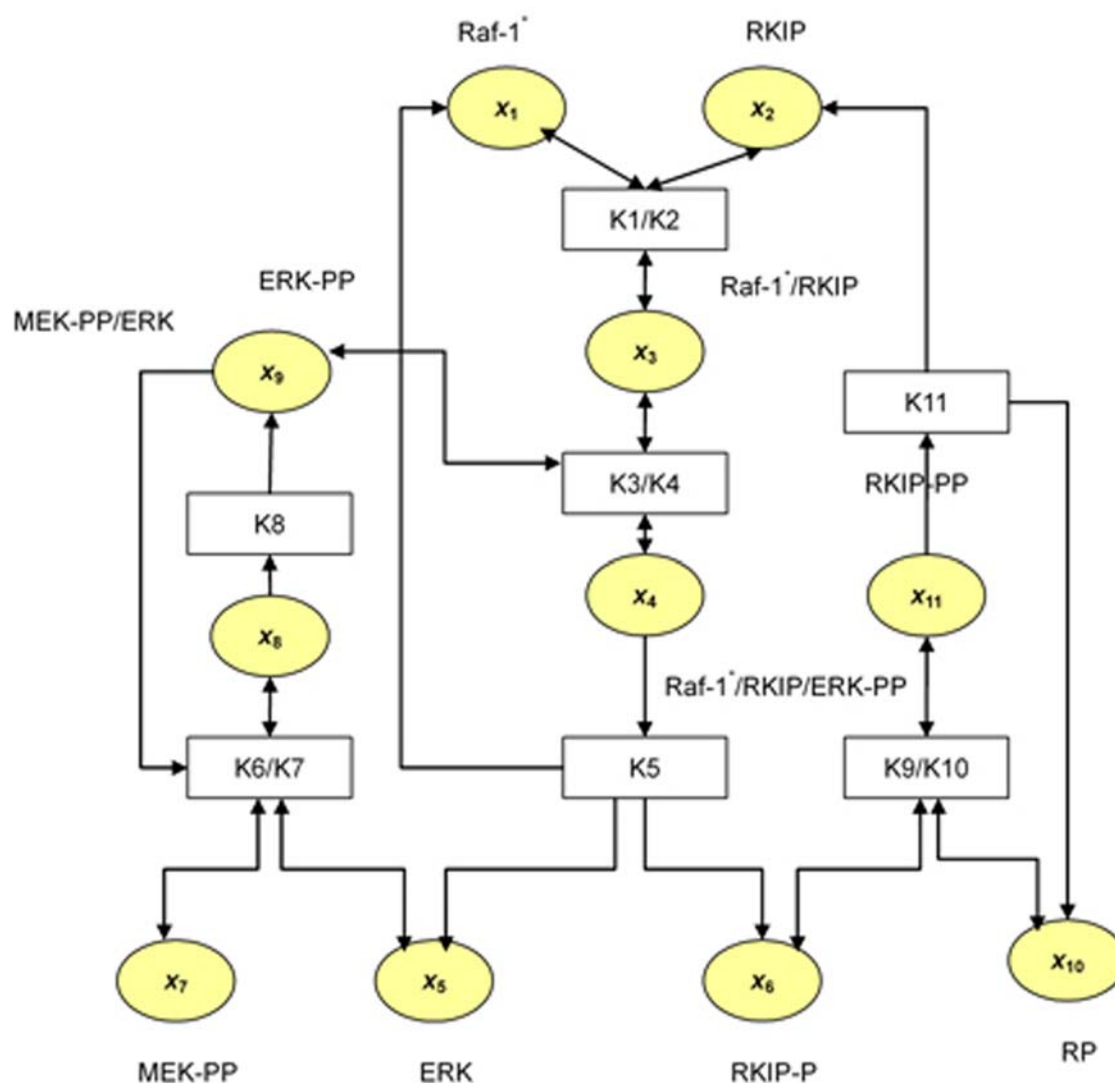 Raf-1* RKIP
x₁ x₂
K1/K2
ERK-PP Raf-1*/RKIP
MEK-PP/ERK
x₉ x₃
K11
K3/K4 RKIP-PP
K8
x₄ x₁₁
x₈
Raf-1*/RKIP/ERK-PP
K6/K7 K5 K9/K10
x₇ x₅ x₆ x₁₀
MEK-PP ERK RKIP-P RP